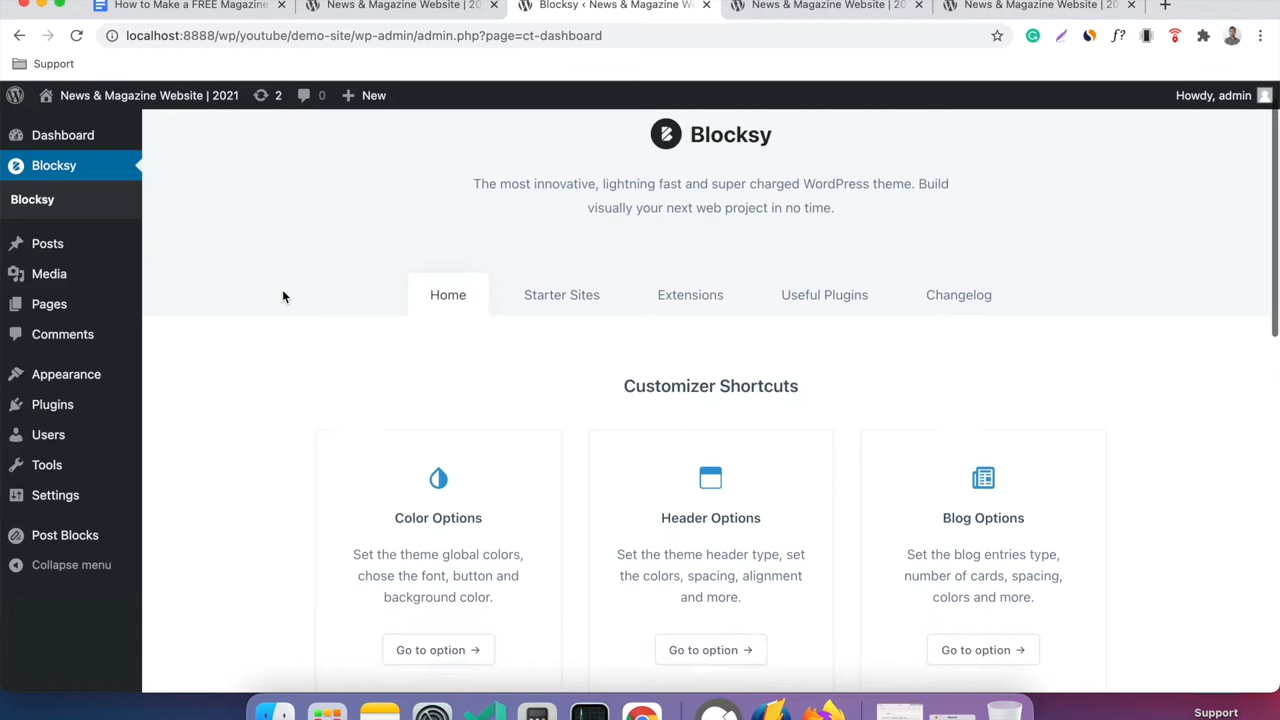 How to Make a FREE Magazine
News & Magazine Website | 20
Blocksy ‹ News & Magazine W
News & Magazine Website | 20
News & Magazine Website | 20
localhost:8888/wp/youtube/demo-site/wp-admin/admin.php?page=ct-dashboard
f?
Support
News & Magazine Website | 2021
2
0
New
Howdy, admin
Dashboard
Blocksy
Blocksy
Posts
Media
Pages
Comments
Appearance
Plugins
Users
Tools
Settings
Post Blocks
Collapse menu
Blocksy
The most innovative, lightning fast and super charged WordPress theme. Build
visually your next web project in no time.
Home
Starter Sites
Extensions
Useful Plugins
Changelog
Customizer Shortcuts
Color Options
Set the theme global colors,
chose the font, button and
background color.
Go to option →
Header Options
Set the theme header type, set
the colors, spacing, alignment
and more.
Go to option →
Blog Options
Set the blog entries type,
number of cards, spacing,
colors and more.
Go to option →
Support